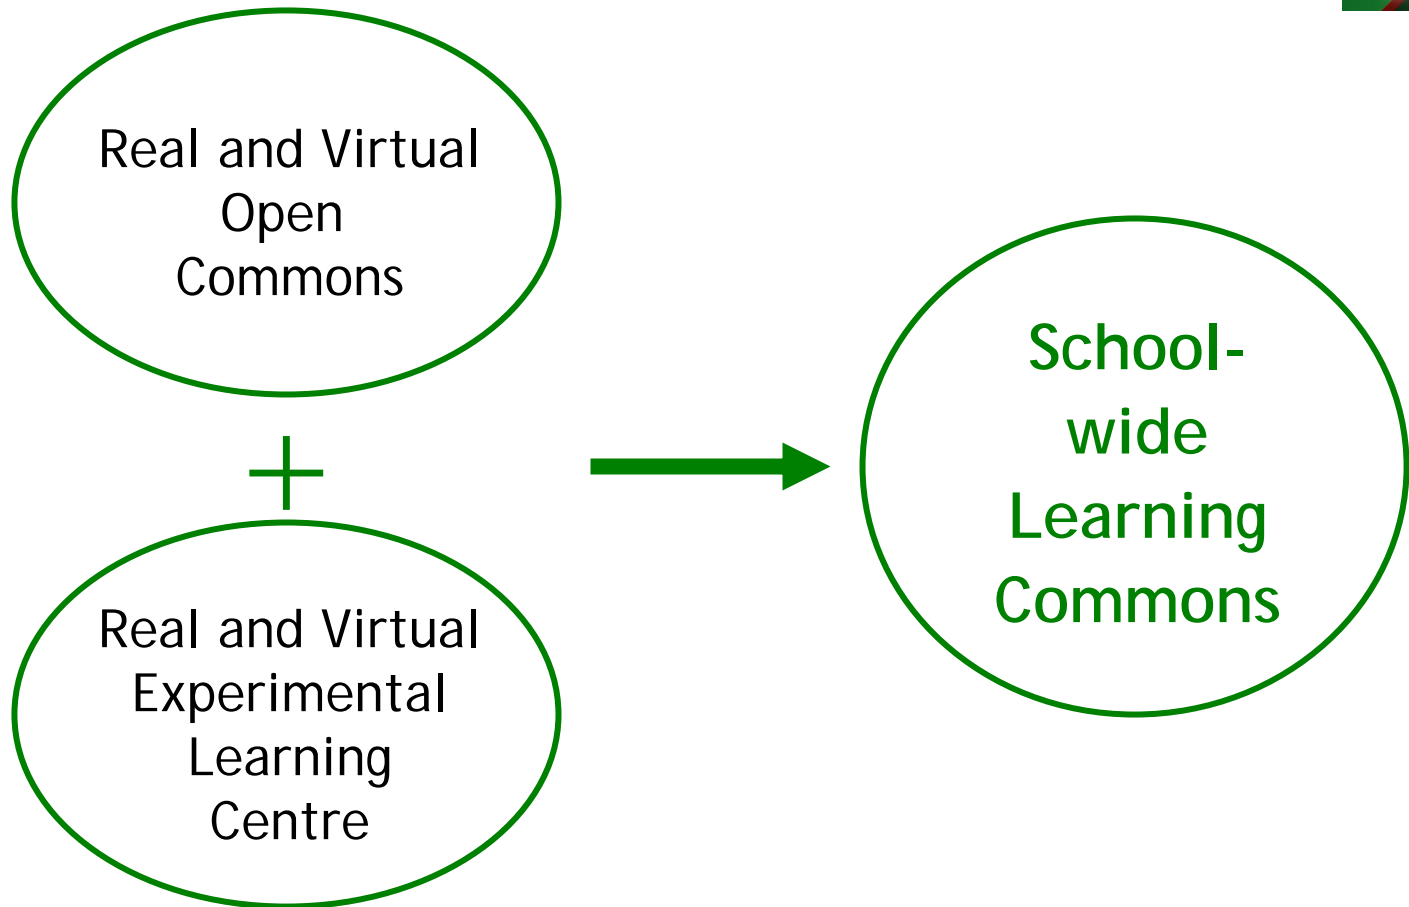 Real and Virtual
Open
Commons
+
Real and Virtual
Experimental
Learning
Centre
School-
wide
Learning
Commons